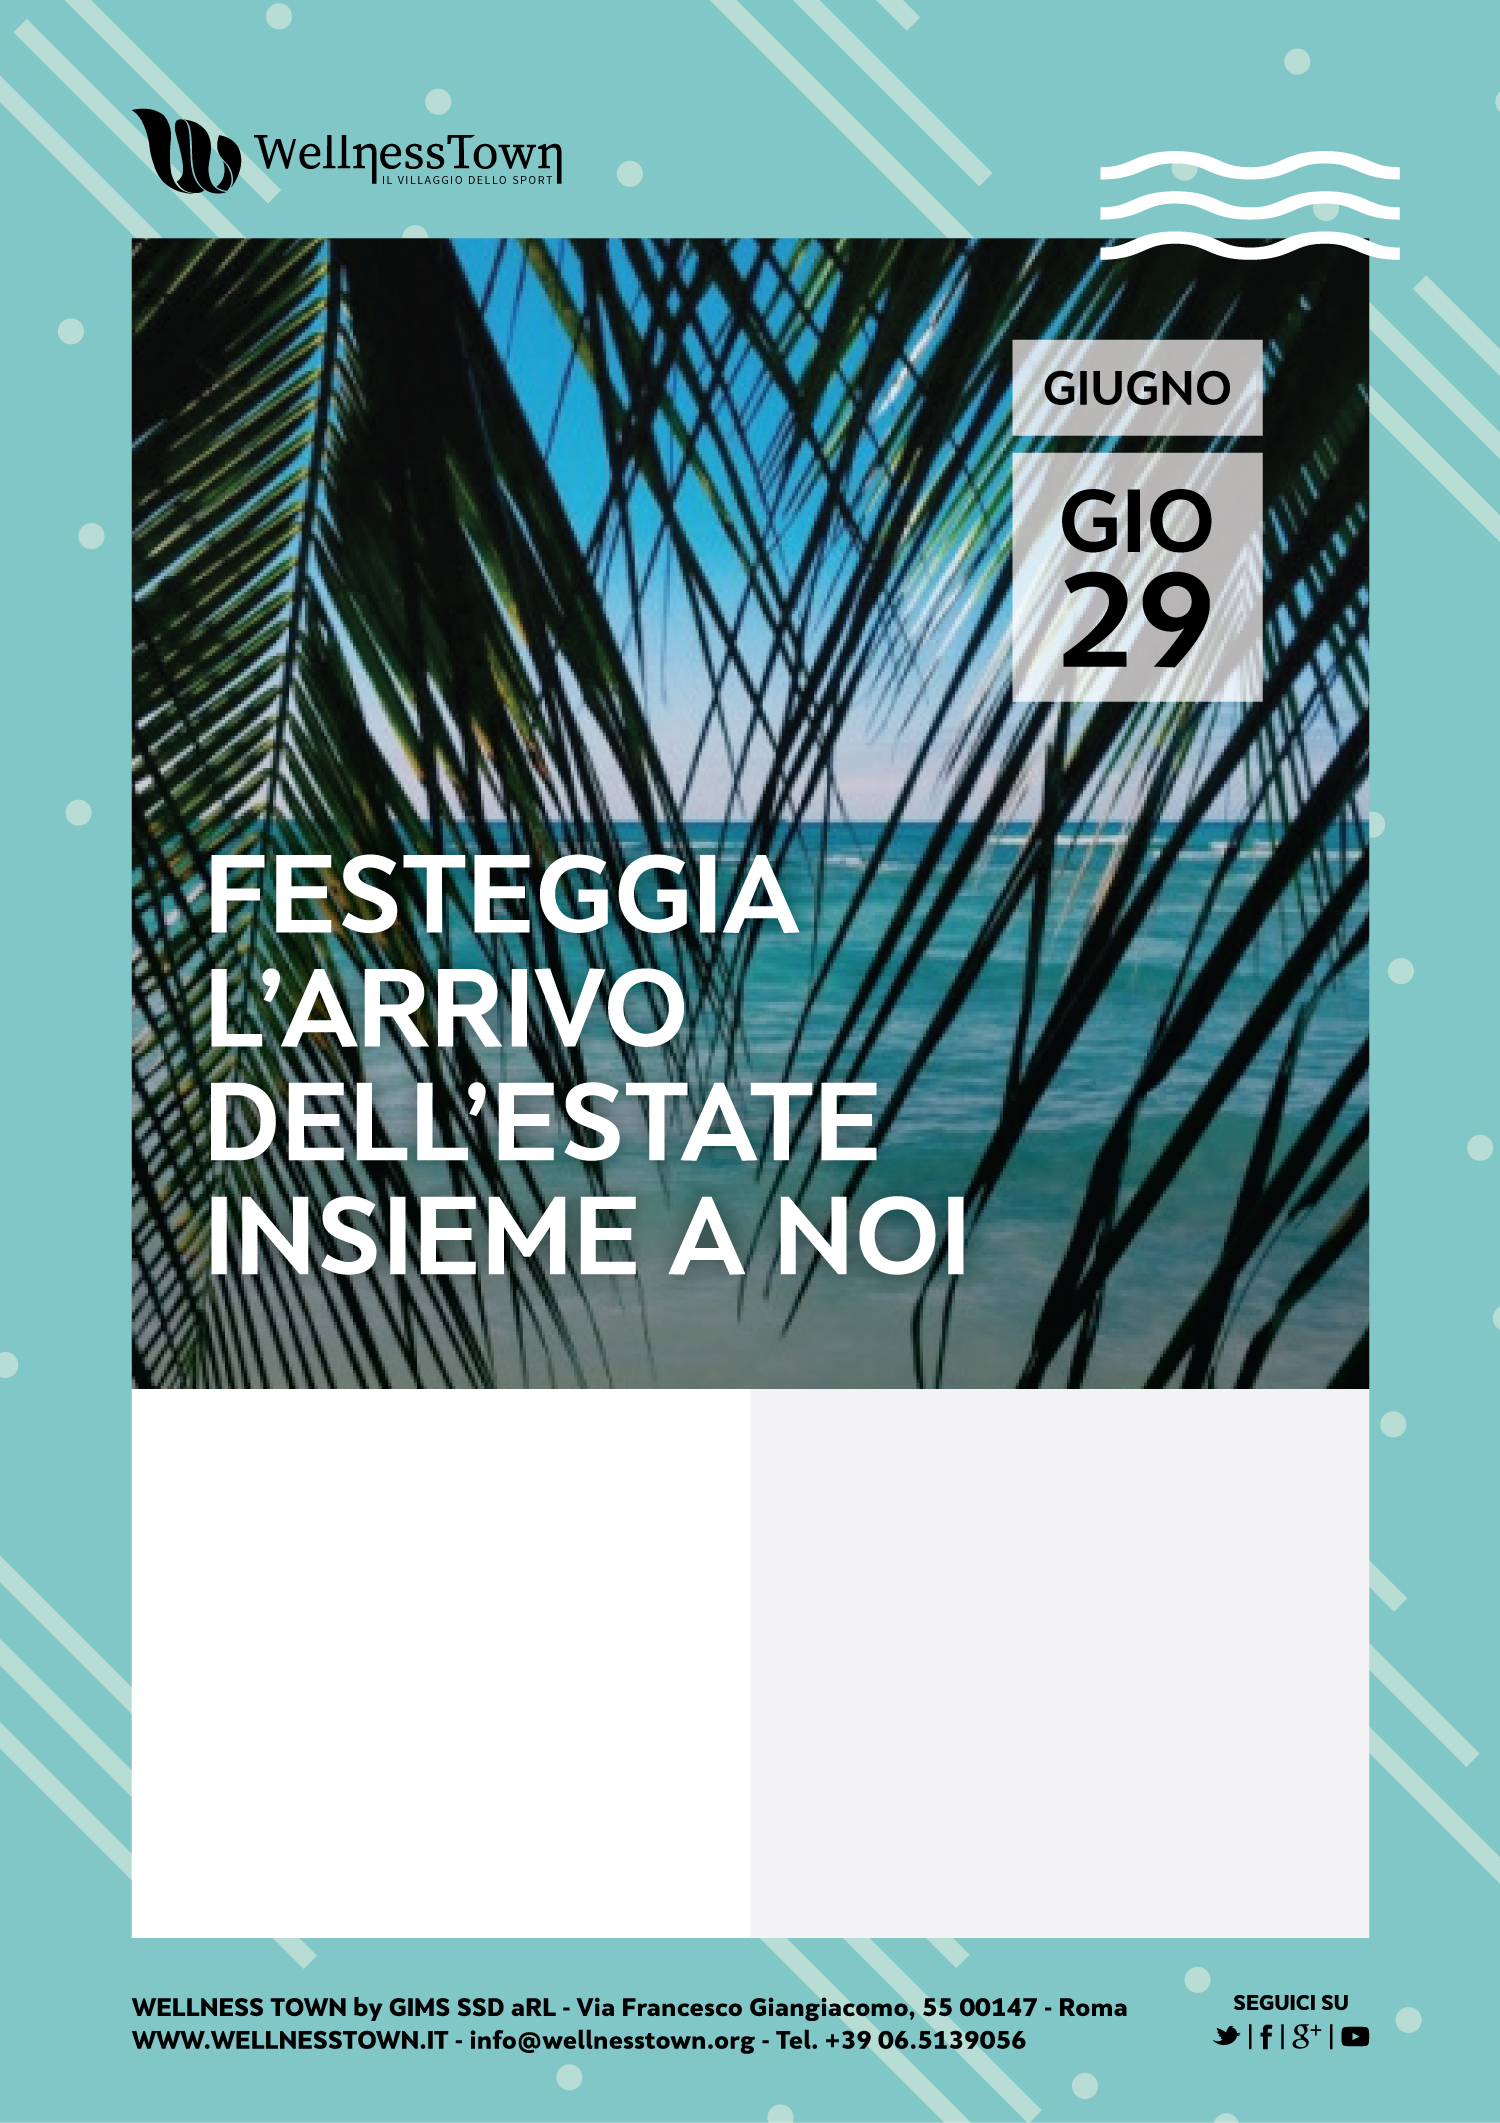 WellnessTown
IL VILLAGGIO DELLO SPORT
GIUGNO
GIO
29
FESTEGGIA
L’ARRIVO
DELL’ESTATE
INSIEME A NOI
WELLNESS TOWN by GIMS SSD aRL - Via Francesco Giangiacomo, 55 00147 - Roma
WWW.WELLNESSTOWN.IT - info@wellnesstown.org - Tel. +39 06.5139056
SEGUICI SU
| f | g+ |